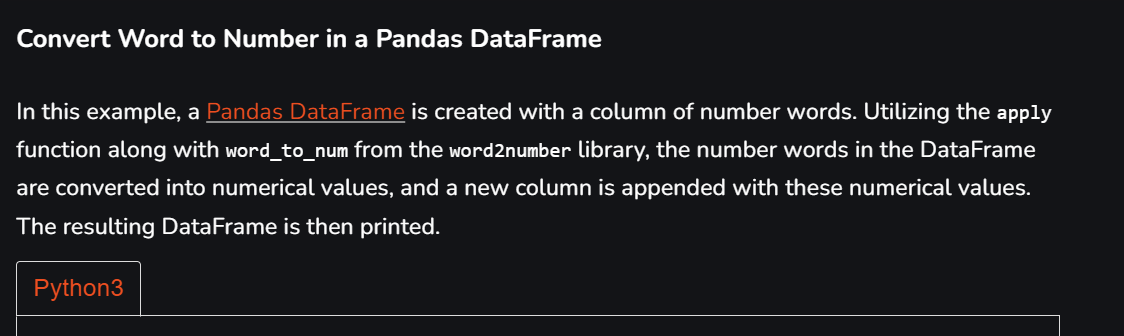 Convert Word to Number in a Pandas DataFrame
In this example, a Pandas DataFrame is created with a column of number words. Utilizing the apply
function along with word_to_num from the word2number library, the number words in the DataFrame
are converted into numerical values, and a new column is appended with these numerical values.
The resulting DataFrame is then printed.
Python3